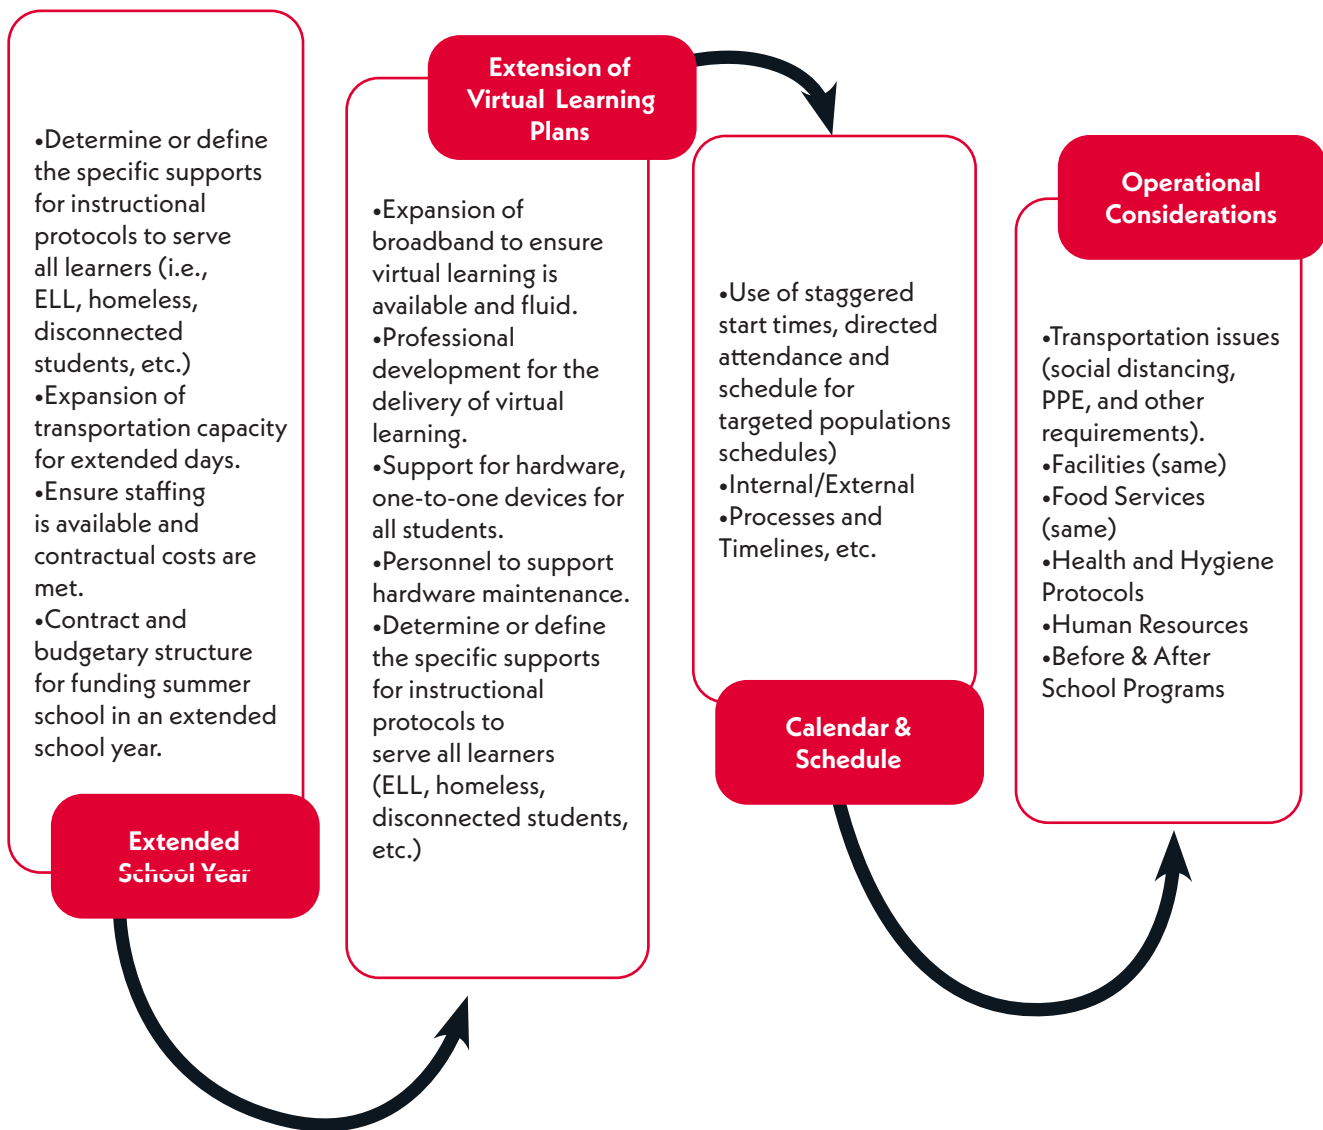 •Determine or define
the specific supports
for instructional
protocols to serve
all learners (i.e.,
ELL, homeless,
disconnected
students, etc.)
•Expansion of
transportation capacity
for extended days.
•Ensure staffing
is available and
contractual costs are
met.
•Contract and
budgetary structure
for funding summer
school in an extended
school year.
Extended
School Year
Extension of
Virtual Learning
Plans
•Expansion of
broadband to ensure
virtual learning is
available and fluid.
•Professional
development for the
delivery of virtual
learning.
•Support for hardware,
one-to-one devices for
all students.
•Personnel to support
hardware maintenance.
•Determine or define
the specific supports
for instructional
protocols to
serve all learners
(ELL, homeless,
disconnected students,
etc.)
•Use of staggered
start times, directed
attendance and
schedule for
targeted populations
schedules)
•Internal/External
•Processes and
Timelines, etc.
Calendar &
Schedule
Operational
Considerations
•Transportation issues
(social distancing,
PPE, and other
requirements).
•Facilities (same)
•Food Services
(same)
•Health and Hygiene
Protocols
•Human Resources
•Before & After
School Programs